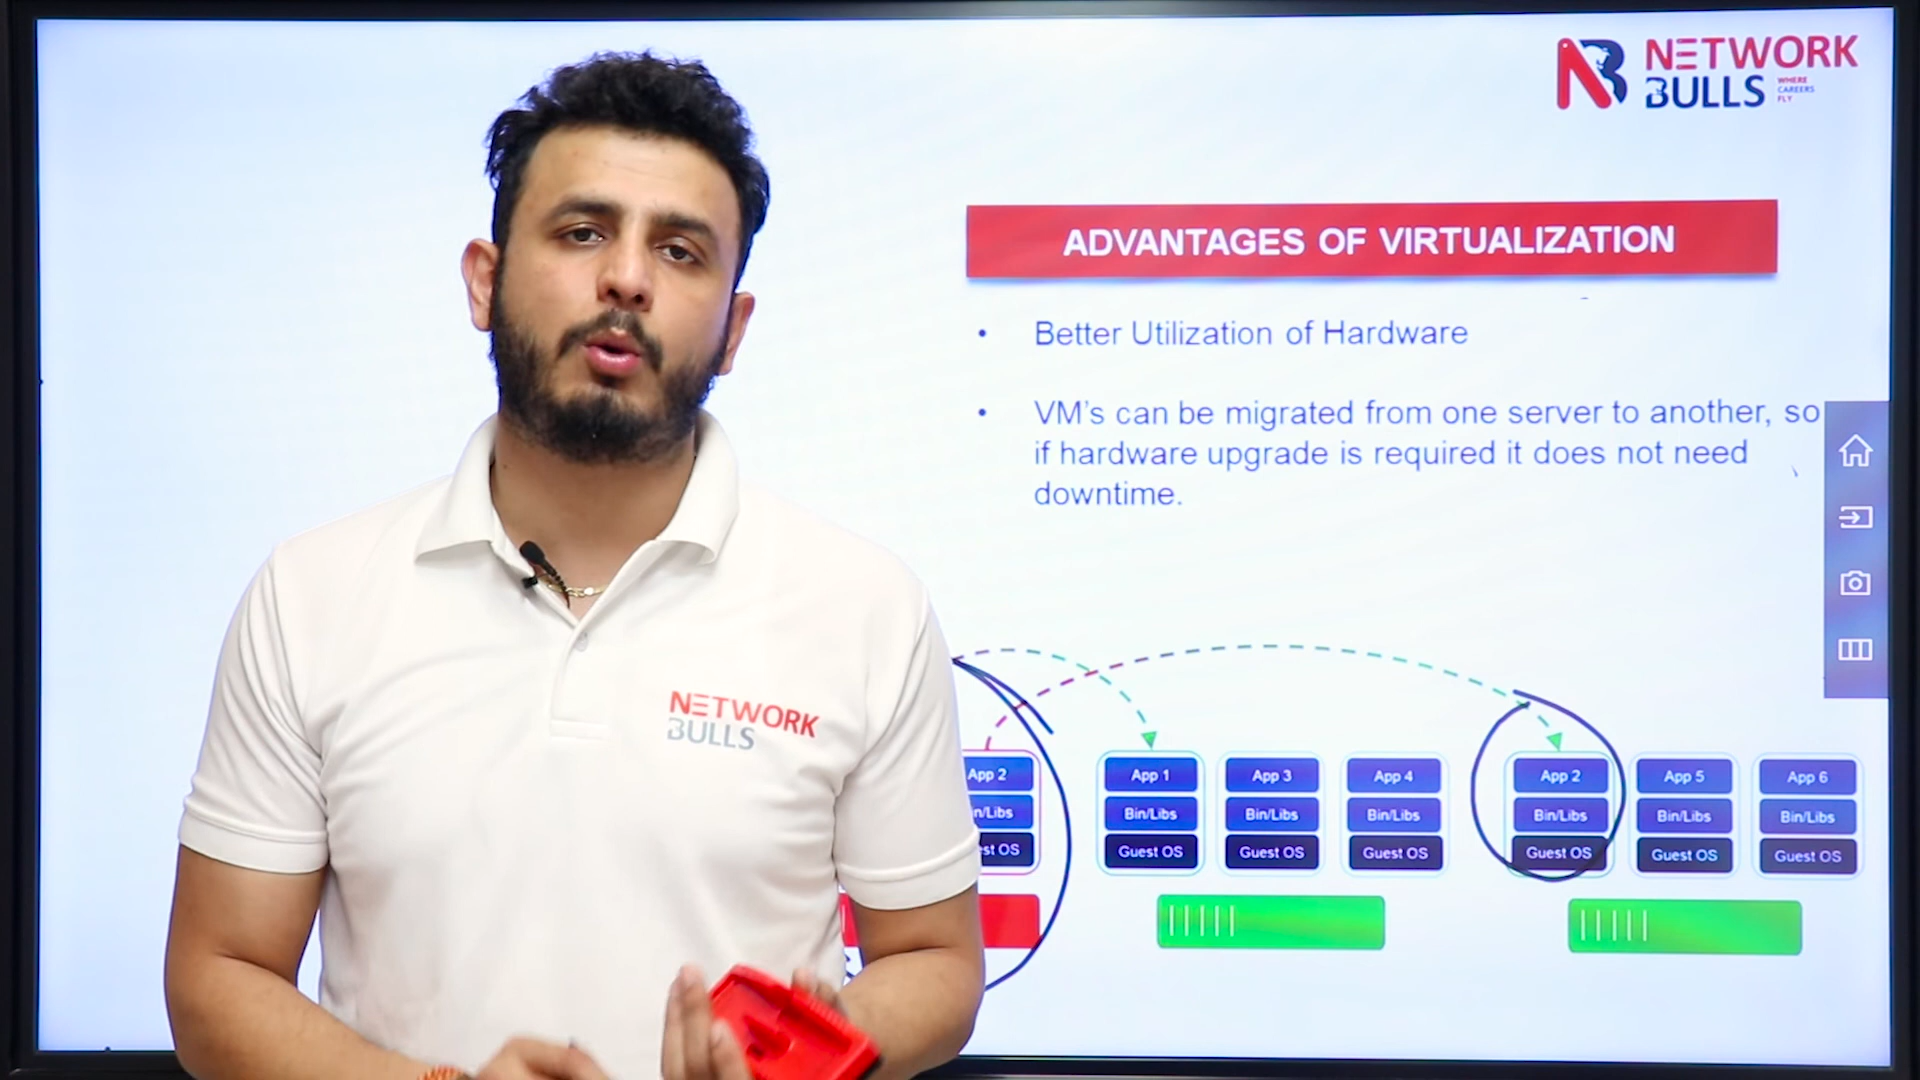 NETWORK
BULLS
WHERE
CAREERS
FLY
ADVANTAGES OF VIRTUALIZATION
• Better Utilization of Hardware
• VM's can be migrated from one server to another, so
if hardware upgrade is required it does not need
downtime.
NETWORK
BULLS
App 2
n/Libs
est OS
App 1
Bin/Libs
Guest OS
App 3
Bin/Libs
Guest OS
App 4
Bin/Libs
Guest OS
App 2
Bin/Libs
Guest OS
App 5
Bin/Libs
Guest OS
App 6
Bin/Libs
Guest OS